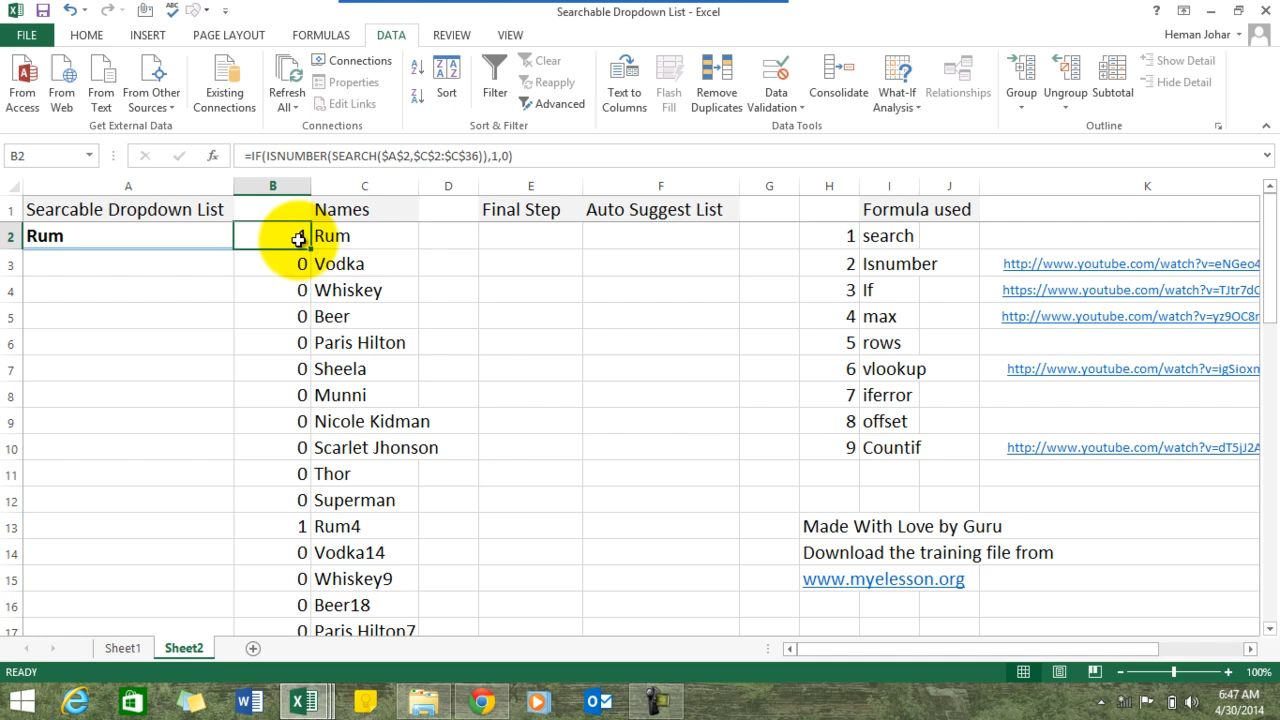 Searchable Dropdown List - Excel
Heman Johar
FILE HOME INSERT PAGE LAYOUT FORMULAS DATA REVIEW VIEW
From Access
From Web
From Text
From Other Sources
Existing Connections
Refresh All
Connections
Properties
Edit Links
Sort
Filter
Clear
Reapply
Advanced
Text to Columns
Flash Fill
Remove Duplicates
Data Validation
Consolidate
What-If Analysis
Relationships
Group
Ungroup
Subtotal
Show Detail
Hide Detail
Get External Data
Connections
Sort & Filter
Data Tools
Outline
B2
fx
=IF(ISNUMBER(SEARCH($A$2,$C$2:$C$36)),1,0)
A B C D E F G H I J K
1 Searcable Dropdown List Names Final Step Auto Suggest List Formula used
2 Rum 1 Rum 1 search
3 0 Vodka 2 Isnumber http://www.youtube.com/watch?v=eNGeo4
4 0 Whiskey 3 If https://www.youtube.com/watch?v=TJtr7dC
5 0 Beer 4 max http://www.youtube.com/watch?v=yz9OC8r
6 0 Paris Hilton 5 rows
7 0 Sheela 6 vlookup http://www.youtube.com/watch?v=igSioxn
8 0 Munni 7 iferror
9 0 Nicole Kidman 8 offset
10 0 Scarlet Jhonson 9 Countif http://www.youtube.com/watch?v=dT5jJ2A
11 0 Thor
12 0 Superman
13 1 Rum4 Made With Love by Guru
14 0 Vodka14 Download the training file from
15 0 Whiskey9 www.myelesson.org
16 0 Beer18
17 0 Paris Hilton7
Sheet1 Sheet2
READY
100%
6:47 AM
4/30/2014